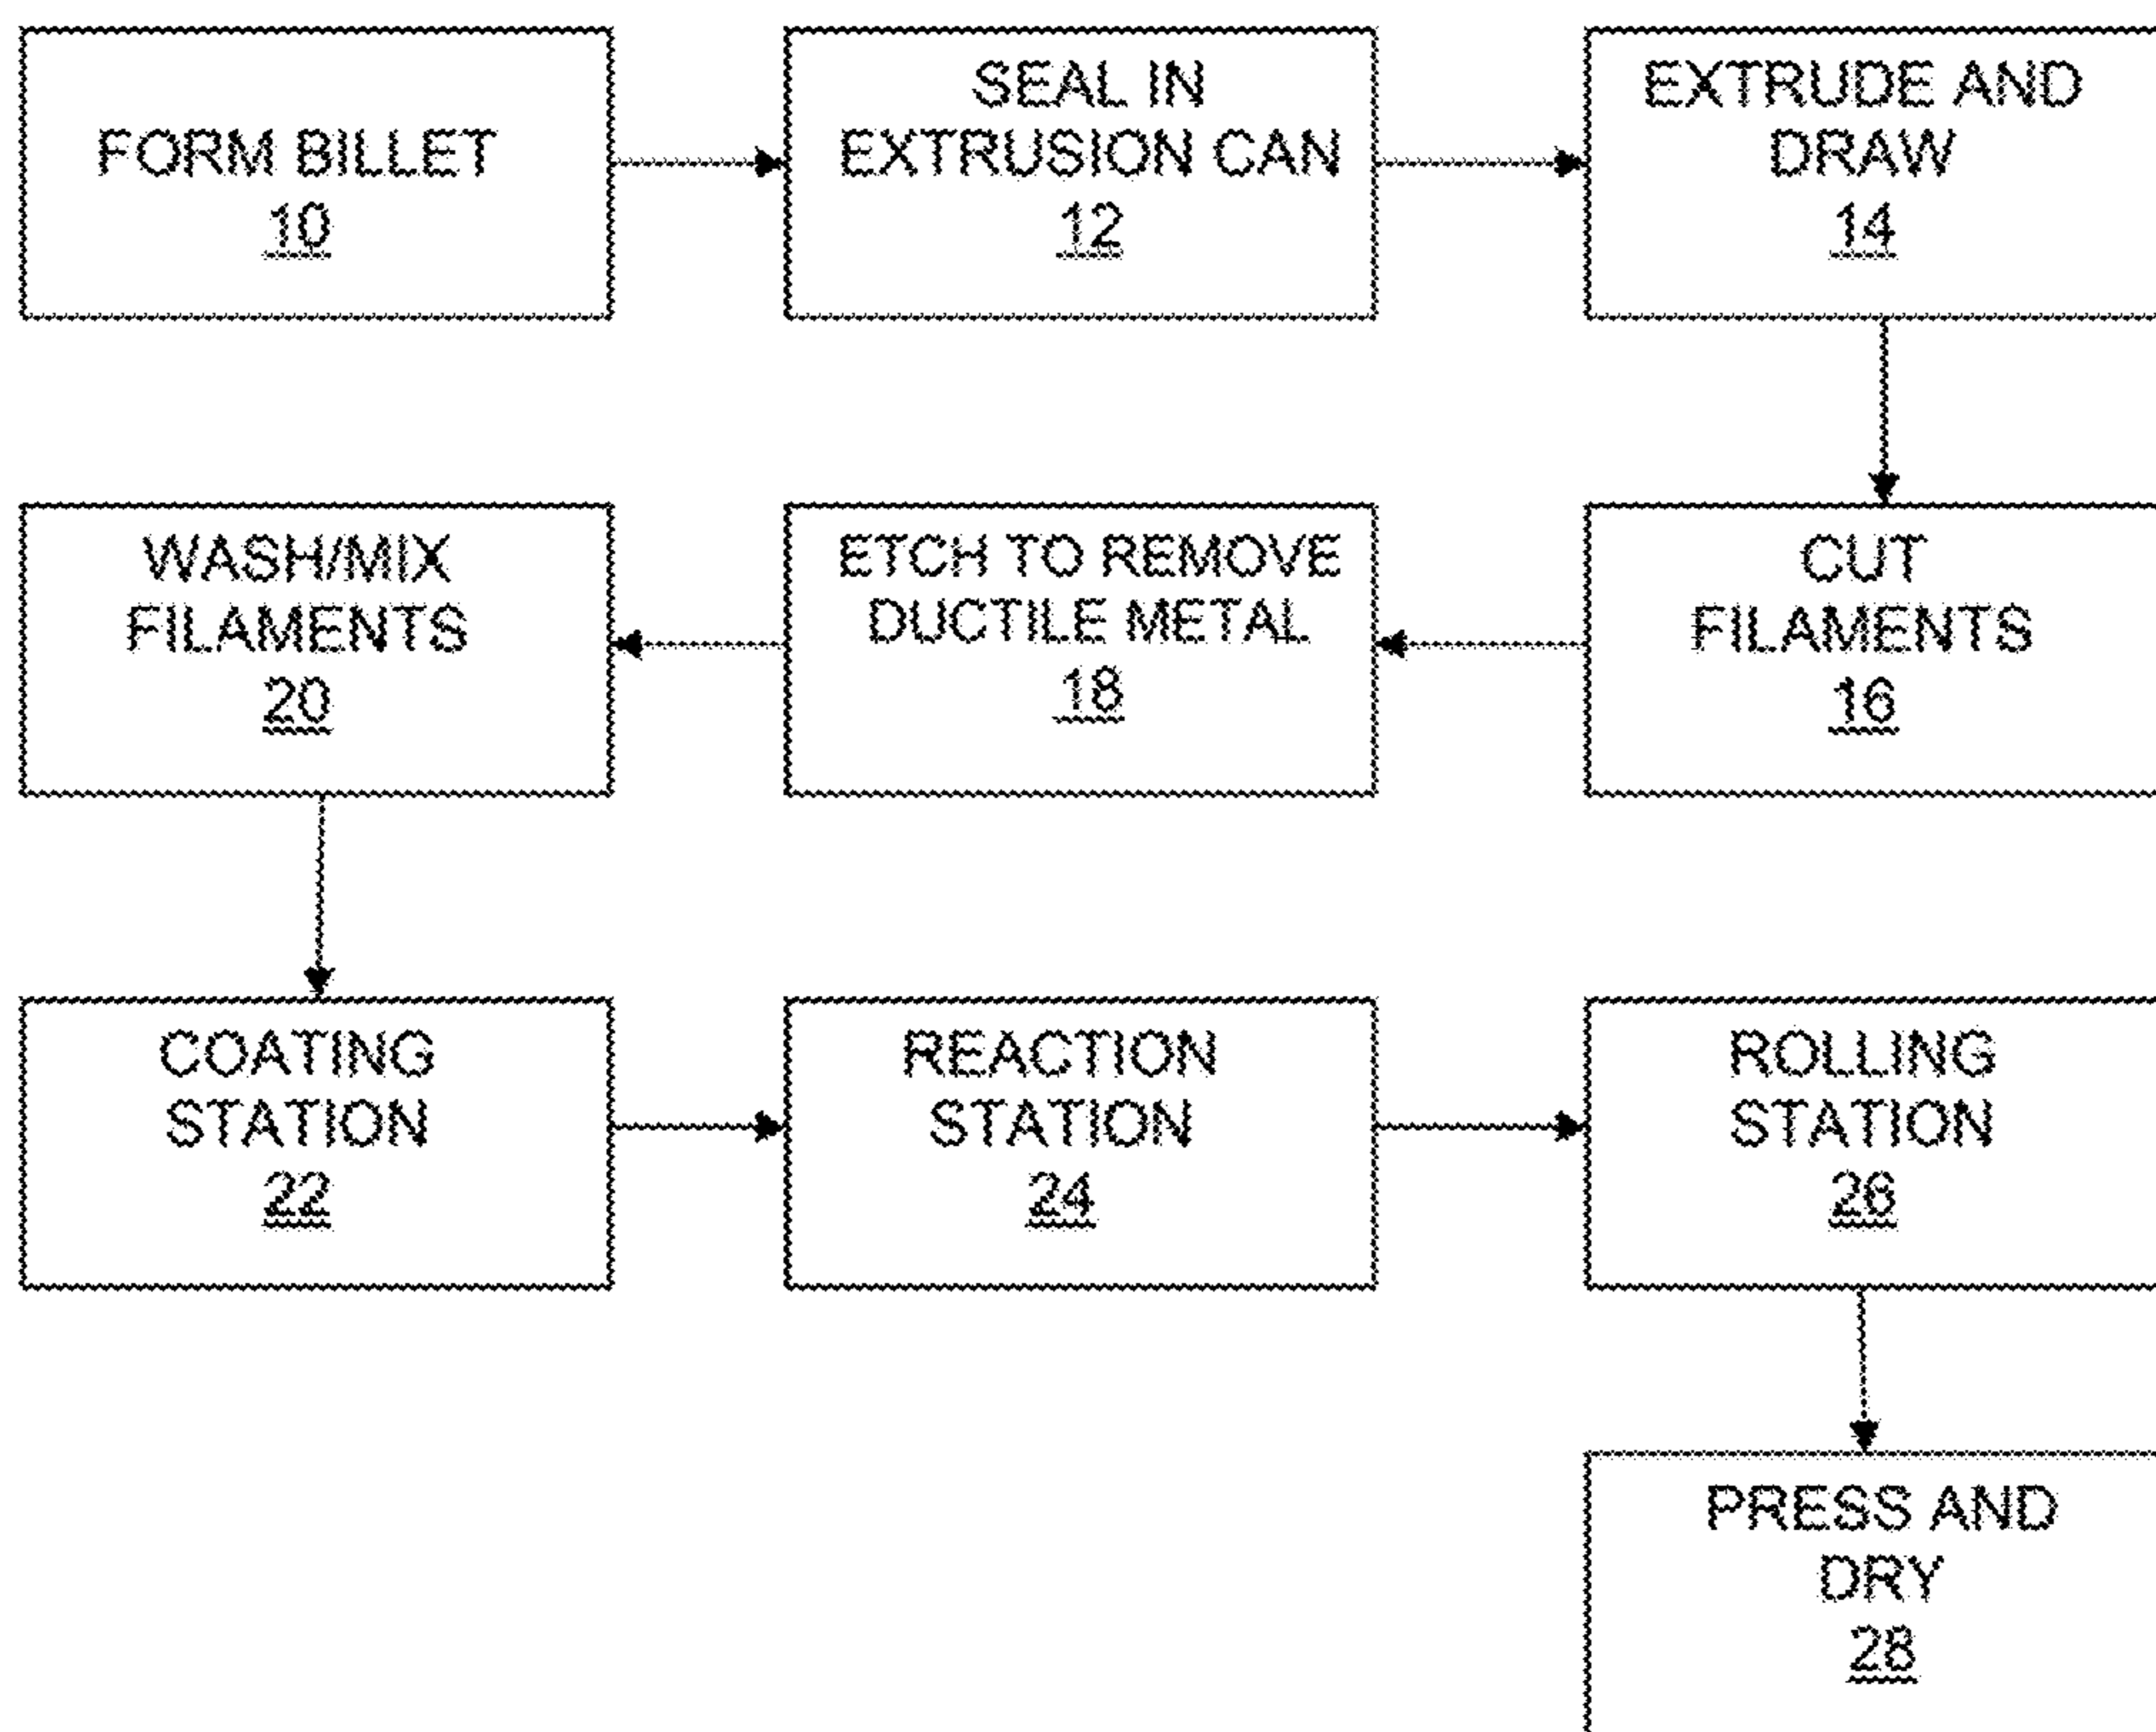 FORM BILLET
10
SEAL IN
EXTRUSION CAN
12
EXTRUDE AND
DRAW
14
CUT
FILAMENTS
16
ETCH TO REMOVE
DUCTILE METAL
18
WASH/MIX
FILAMENTS
20
COATING
STATION
22
REACTION
STATION
24
ROLLING
STATION
26
PRESS AND
DRY
28